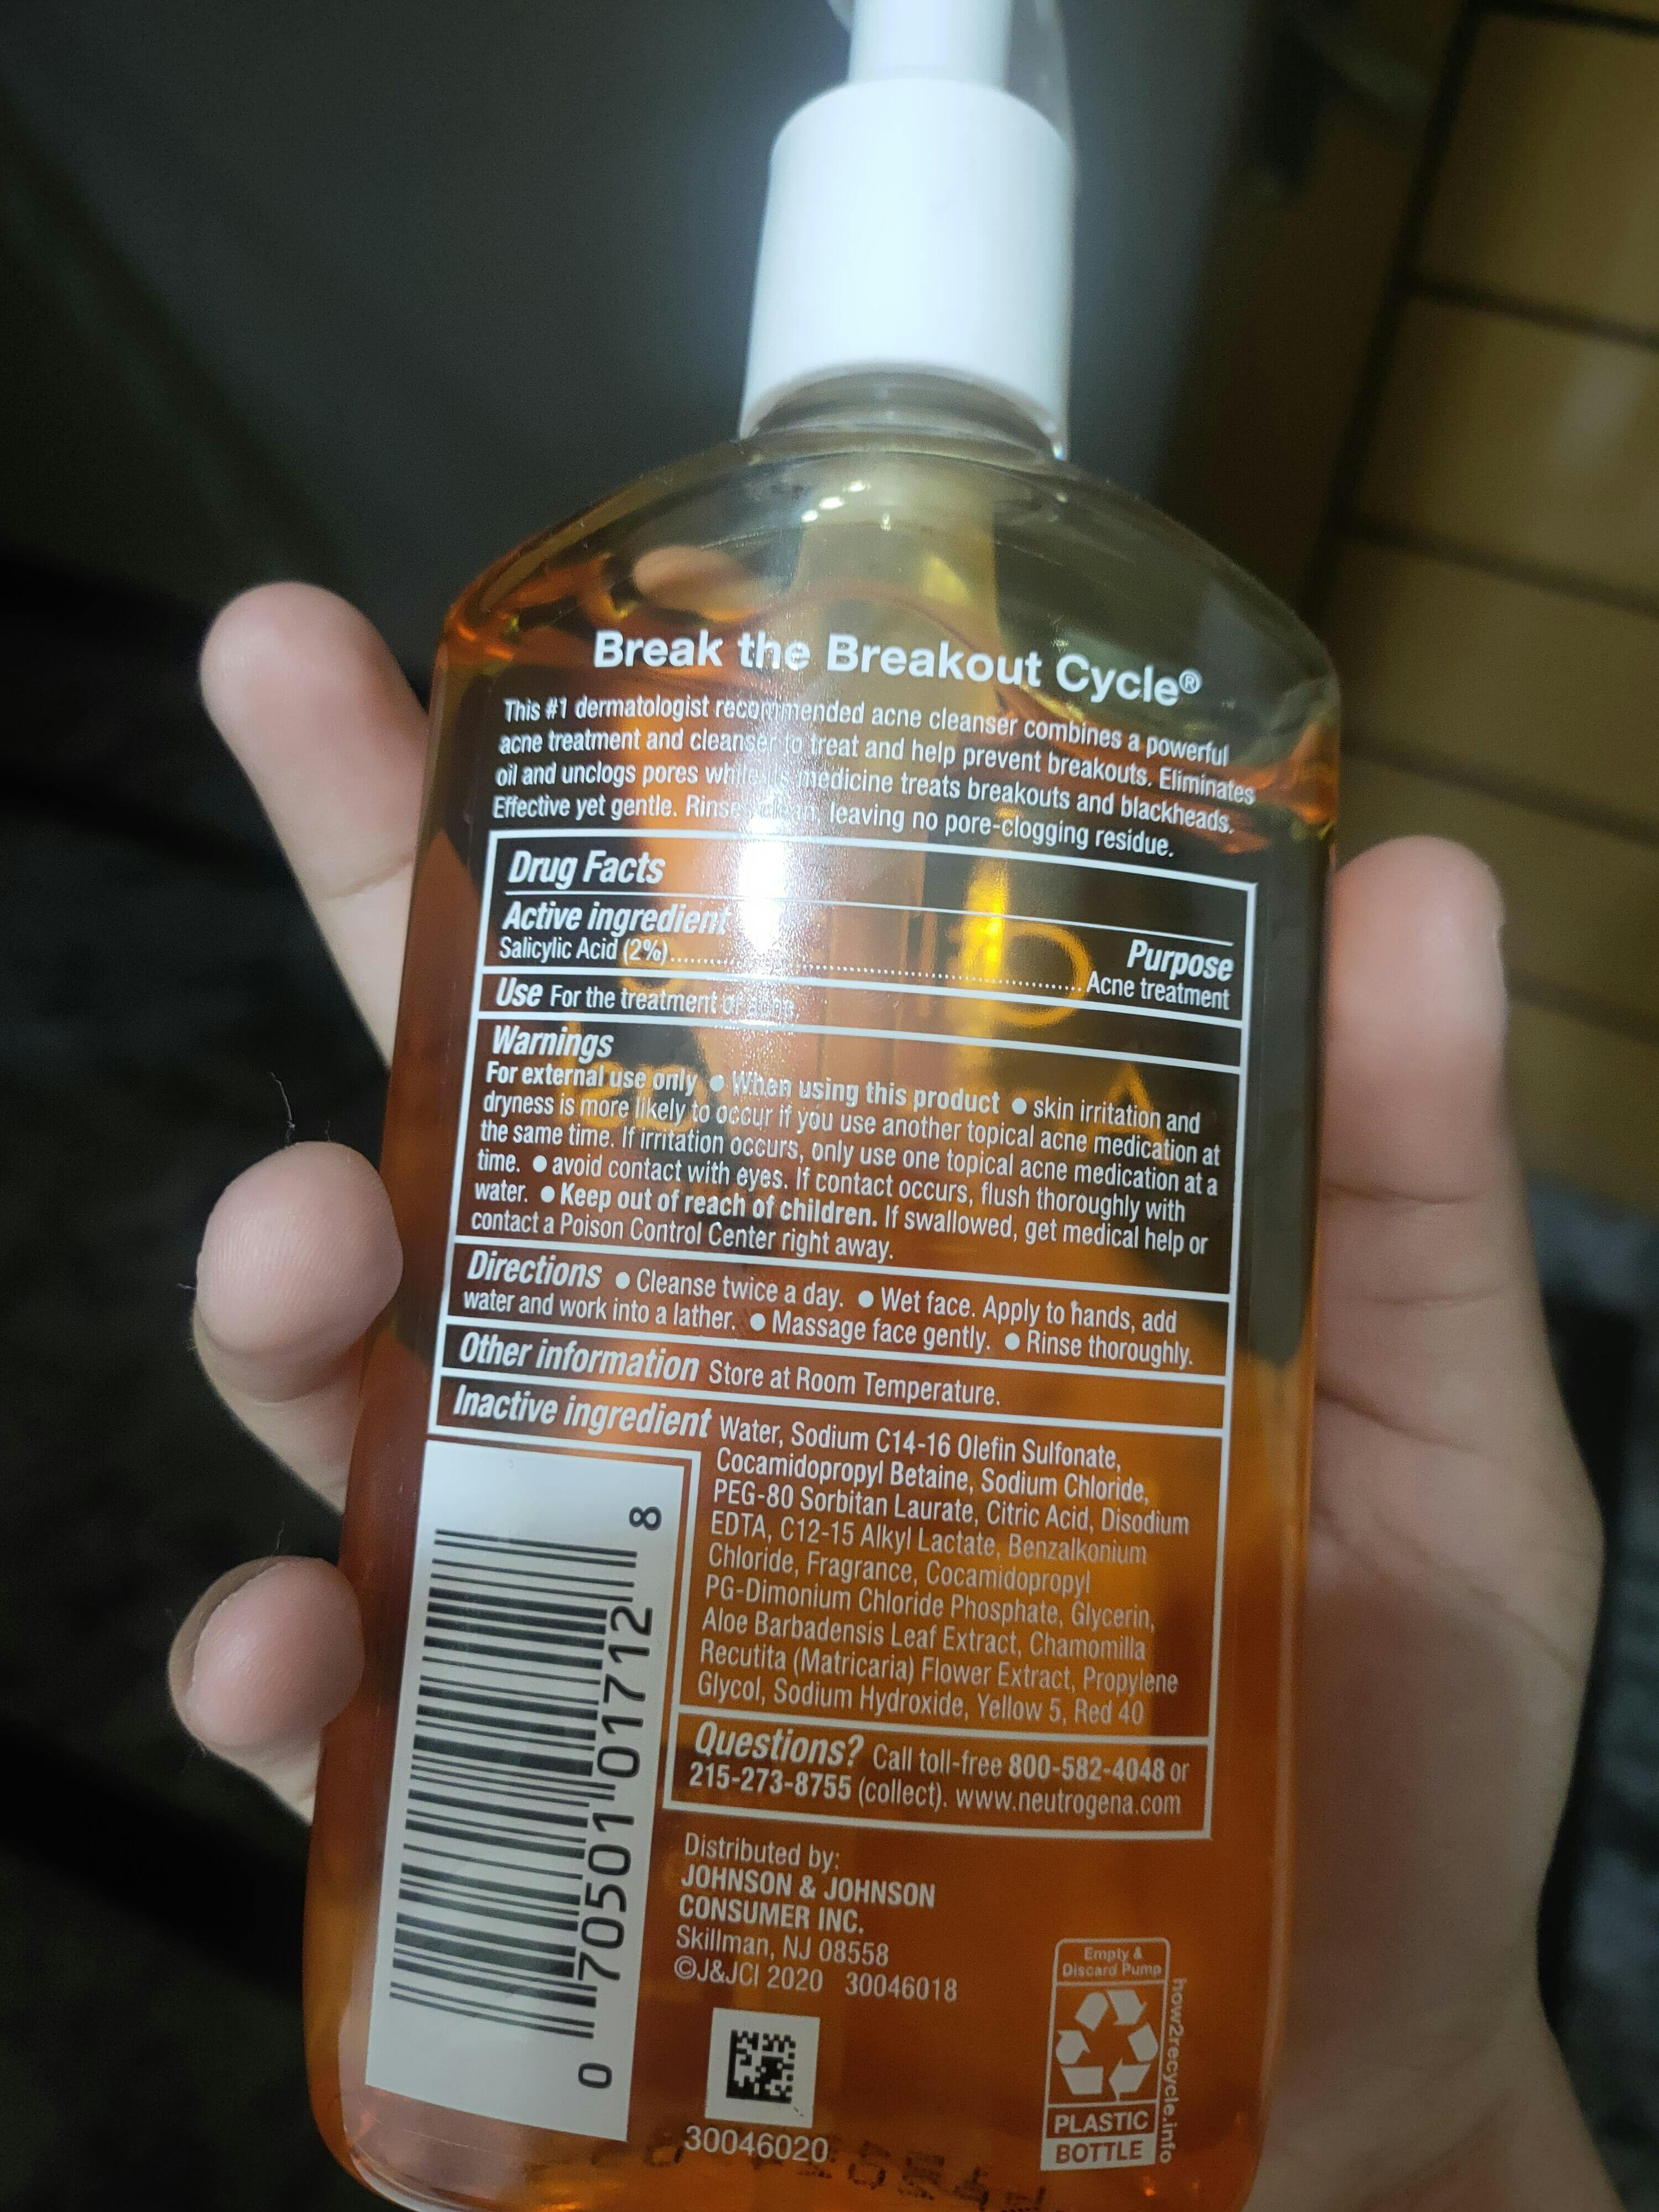 Break the Breakout Cycle®
This #1 dermatologist recommended acne cleanser combines a powerful
acne treatment and cleanser to treat and help prevent breakouts. Eliminates
oil and unclogs pores while its medicine treats breakouts and blackheads.
Effective yet gentle. Rinses clean leaving no pore-clogging residue.
Drug Facts
Active ingredient
Purpose
Salicylic Acid (2%)
Acne treatment
Use For the treatment of acne.
Warnings
For external use only ● When using this product ● skin irritation and
dryness is more likely to occur if you use another topical acne medication at
the same time. If irritation occurs, only use one topical acne medication at a
time. ● avoid contact with eyes. If contact occurs, flush thoroughly with
water. ● Keep out of reach of children. If swallowed, get medical help or
contact a Poison Control Center right away.
Directions ● Cleanse twice a day. ● Wet face. Apply to hands, add
water and work into a lather. ● Massage face gently. ● Rinse thoroughly.
Other information Store at Room Temperature.
Inactive ingredient Water, Sodium C14-16 Olefin Sulfonate,
Cocamidopropyl Betaine, Sodium Chloride,
PEG-80 Sorbitan Laurate, Citric Acid, Disodium
EDTA, C12-15 Alkyl Lactate, Benzalkonium
Chloride, Fragrance, Cocamidopropyl
PG-Dimonium Chloride Phosphate, Glycerin,
Aloe Barbadensis Leaf Extract, Chamomilla
Recutita (Matricaria) Flower Extract, Propylene
Glycol, Sodium Hydroxide, Yellow 5, Red 40
Questions? Call toll-free 800-582-4048 or
215-273-8755 (collect). www.neutrogena.com
0 70501 01712 8
Distributed by:
JOHNSON & JOHNSON
CONSUMER INC.
Skillman, NJ 08558
©J&JCI 2020 30046018
30046020
Empty &
Discard Pump
PLASTIC
BOTTLE
how2recycle.info